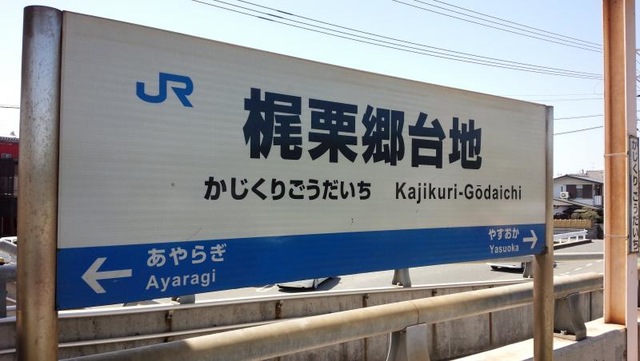 JR
梶栗郷台地
かじくりごうだいち Kajikuri-Gōdaichi
あやらぎ
Ayaragi
やすおか
Yasuoka